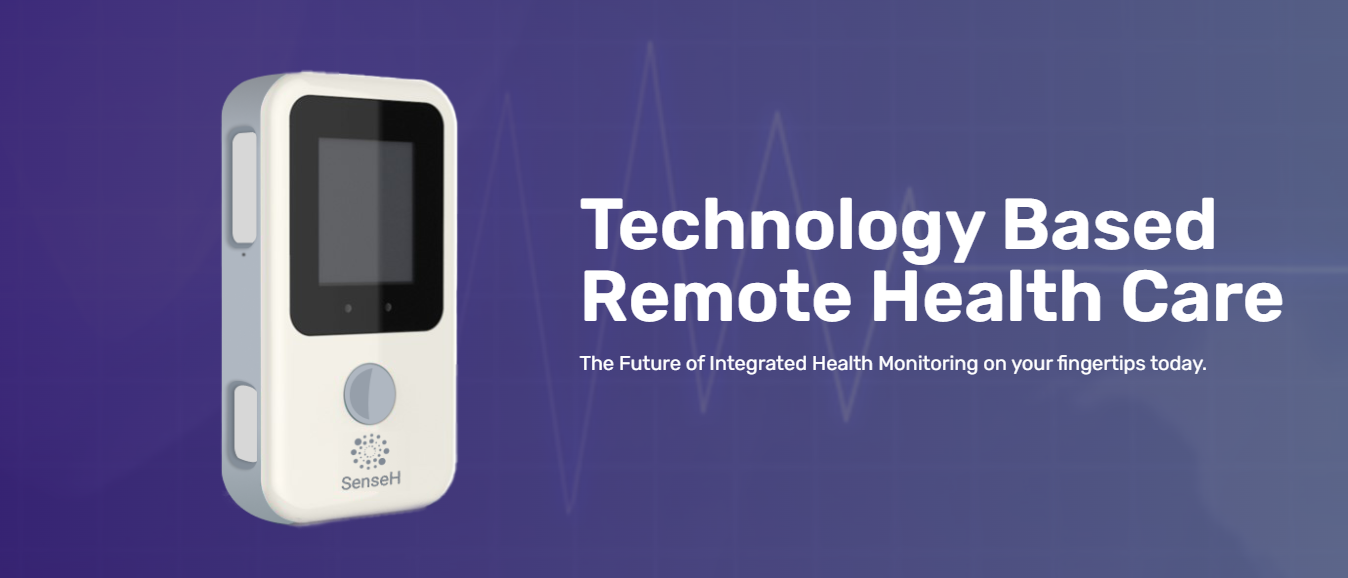 Technology Based
Remote Health Care
The Future of Integrated Health Monitoring on your fingertips today.
SenseH